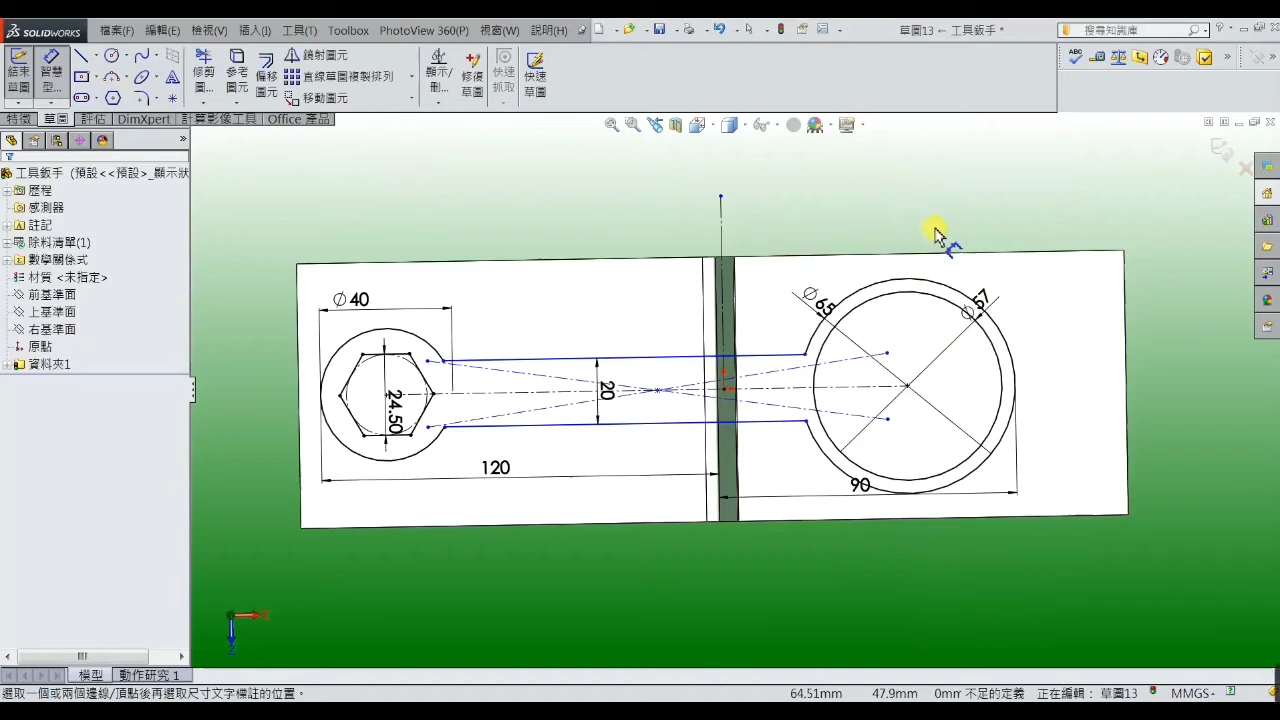 SOLIDWORKS 檔案(F) 編輯(E) 檢視(V) 插入(I) 工具(T) Toolbox PhotoView 360(P) 視窗(W) 說明(H) 草圖13 ← 工具鈑手 * 搜尋知識庫
結束草圖 智慧型... 修剪圖... 參考圖元 偏移圖元 鏡射圖元 直線草圖複製排列 移動圖元 顯示/刪... 修復草圖 快速抓取 快速草圖
特徵 草圖 評估 DimXpert 計算影像工具 Office 產品
工具鈑手 (預設<<預設>_顯示狀
歷程
感測器
註記
除料清單(1)
數學關係式
材質 <未指定>
前基準面
上基準面
右基準面
原點
資料夾1
∅ 40
∅ 65
∅ 57
20
24.50
120
90
X
Z
模型 動作研究 1
選取一個或兩個邊線/頂點後再選取尺寸文字標註的位置。 64.51mm 47.9mm 0mm 不足的定義 正在編輯： 草圖13 MMGS